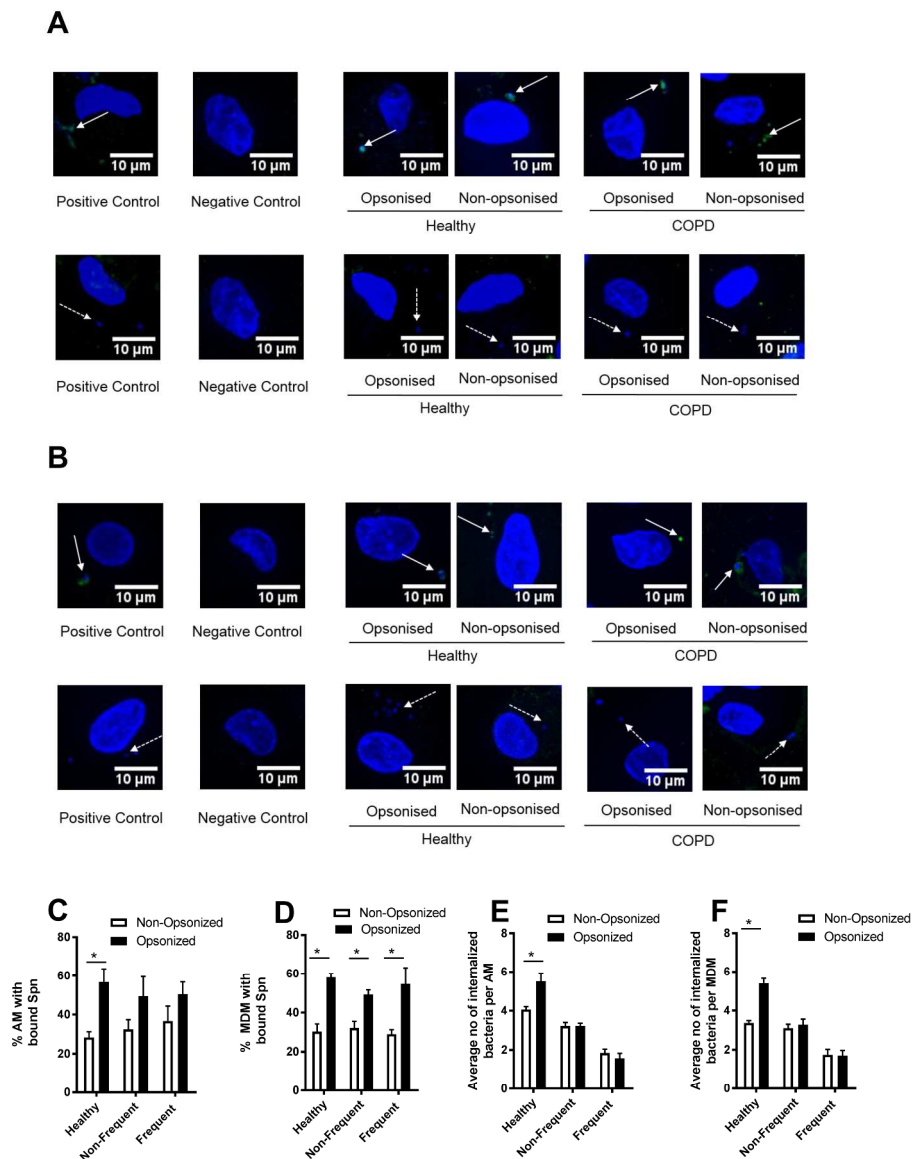 A
10 µm
10 µm
10 µm
10 µm
10 µm
10 µm
Positive Control
Negative Control
Opsonised
Non-opsonised
Opsonised
Non-opsonised
Healthy
COPD
10 µm
10 µm
10 µm
10 µm
10 µm
10 µm
Positive Control
Negative Control
Opsonised
Non-opsonised
Opsonised
Non-opsonised
Healthy
COPD
B
10 µm
10 µm
10 µm
10 µm
10 µm
10 µm
Positive Control
Negative Control
Opsonised
Non-opsonised
Opsonised
Non-opsonised
Healthy
COPD
10 µm
10 µm
10 µm
10 µm
10 µm
10 µm
Positive Control
Negative Control
Opsonised
Non-opsonised
Opsonised
Non-opsonised
Healthy
COPD
C
Non-Opsonized
Opsonized
% AM with
bound Spn
80
60
40
20
0
*
Healthy
Non-Frequent
Frequent
D
Non-Opsonized
Opsonized
% MDM with
bound Spn
80
60
40
20
0
*
*
*
Healthy
Non-Frequent
Frequent
E
Non-Opsonized
Opsonized
Average no of internalized
bacteria per AM
8
6
4
2
0
*
Healthy
Non-Frequent
Frequent
F
Non-Opsonized
Opsonized
Average no of internalized
bacteria per MDM
8
6
4
2
0
*
Healthy
Non-Frequent
Frequent